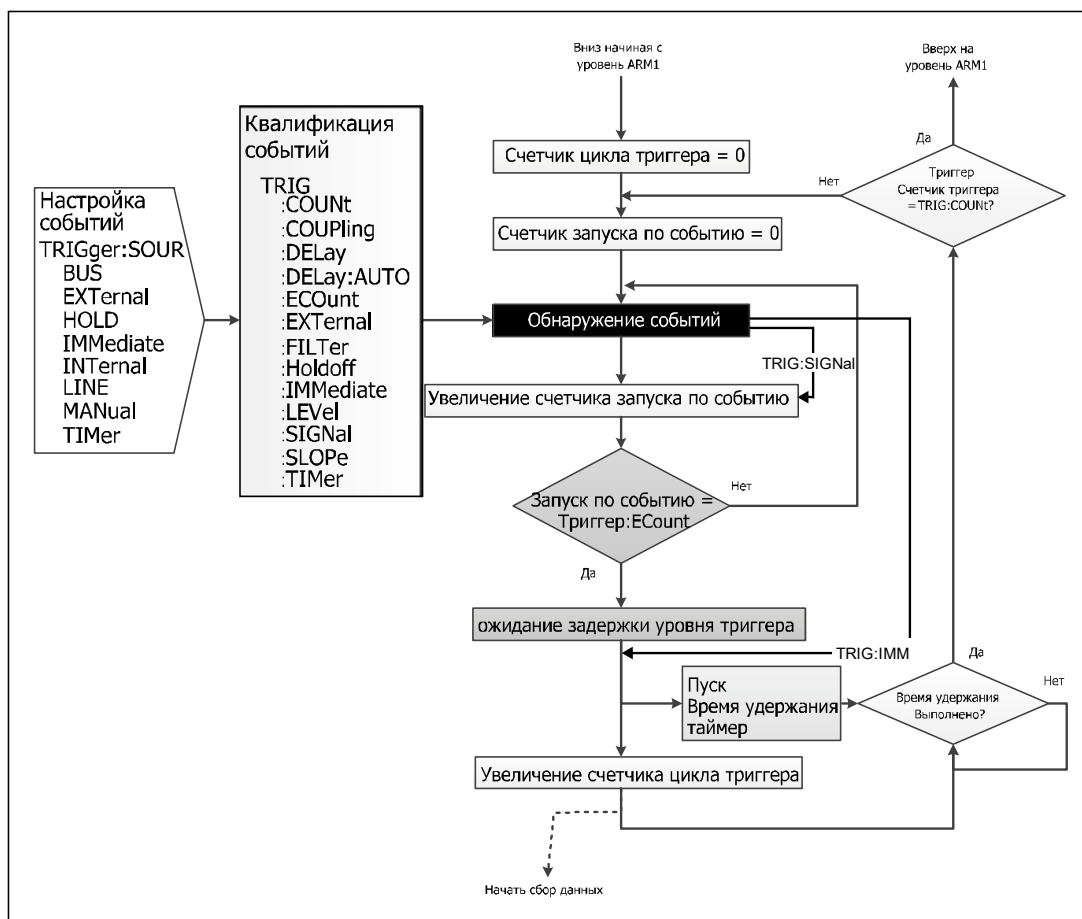 Вниз начиная с
уровень ARM1
Вверх на
уровень ARM1
Квалификация
событий
TRIG
:COUNt
:COUPling
:DELay
:DELay:AUTO
:ECOunt
:EXTernal
:FILTer
:Holdoff
:IMMediate
:LEVel
:SIGNal
:SLOPe
:TIMer
Настройка
событий
TRIGger:SOUR
BUS
EXTernal
HOLD
IMMediate
INTernal
LINE
MANual
TIMer
Счетчик цикла триггера = 0
Да
Нет
Триггер
Счетчик триггера
=TRIG:COUNt?
Счетчик запуска по событию = 0
Обнаружение событий
TRIG:SIGNal
Увеличение счетчика запуска по событию
Запуск по событию =
Триггер:ECount
Нет
Да
ожидание задержки уровня триггера
TRIG:IMM
Да
Нет
Пуск
Время удержания
таймер
Время удержания
Выполнено?
Увеличение счетчика цикла триггера
Начать сбор данных